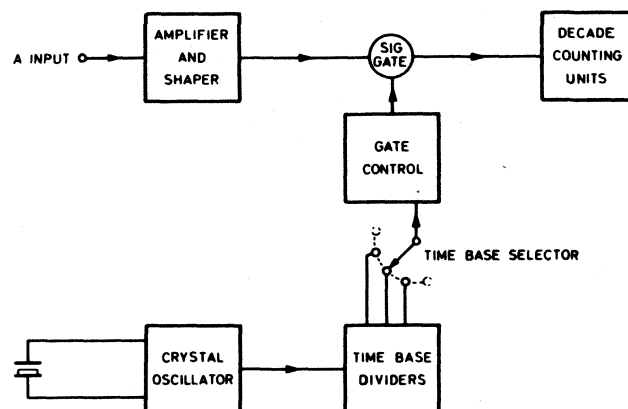 A INPUT
AMPLIFIER
AND
SHAPER
SIG
GATE
DECADE
COUNTING
UNITS
GATE
CONTROL
TIME BASE SELECTOR
CRYSTAL
OSCILLATOR
TIME BASE
DIVIDERS